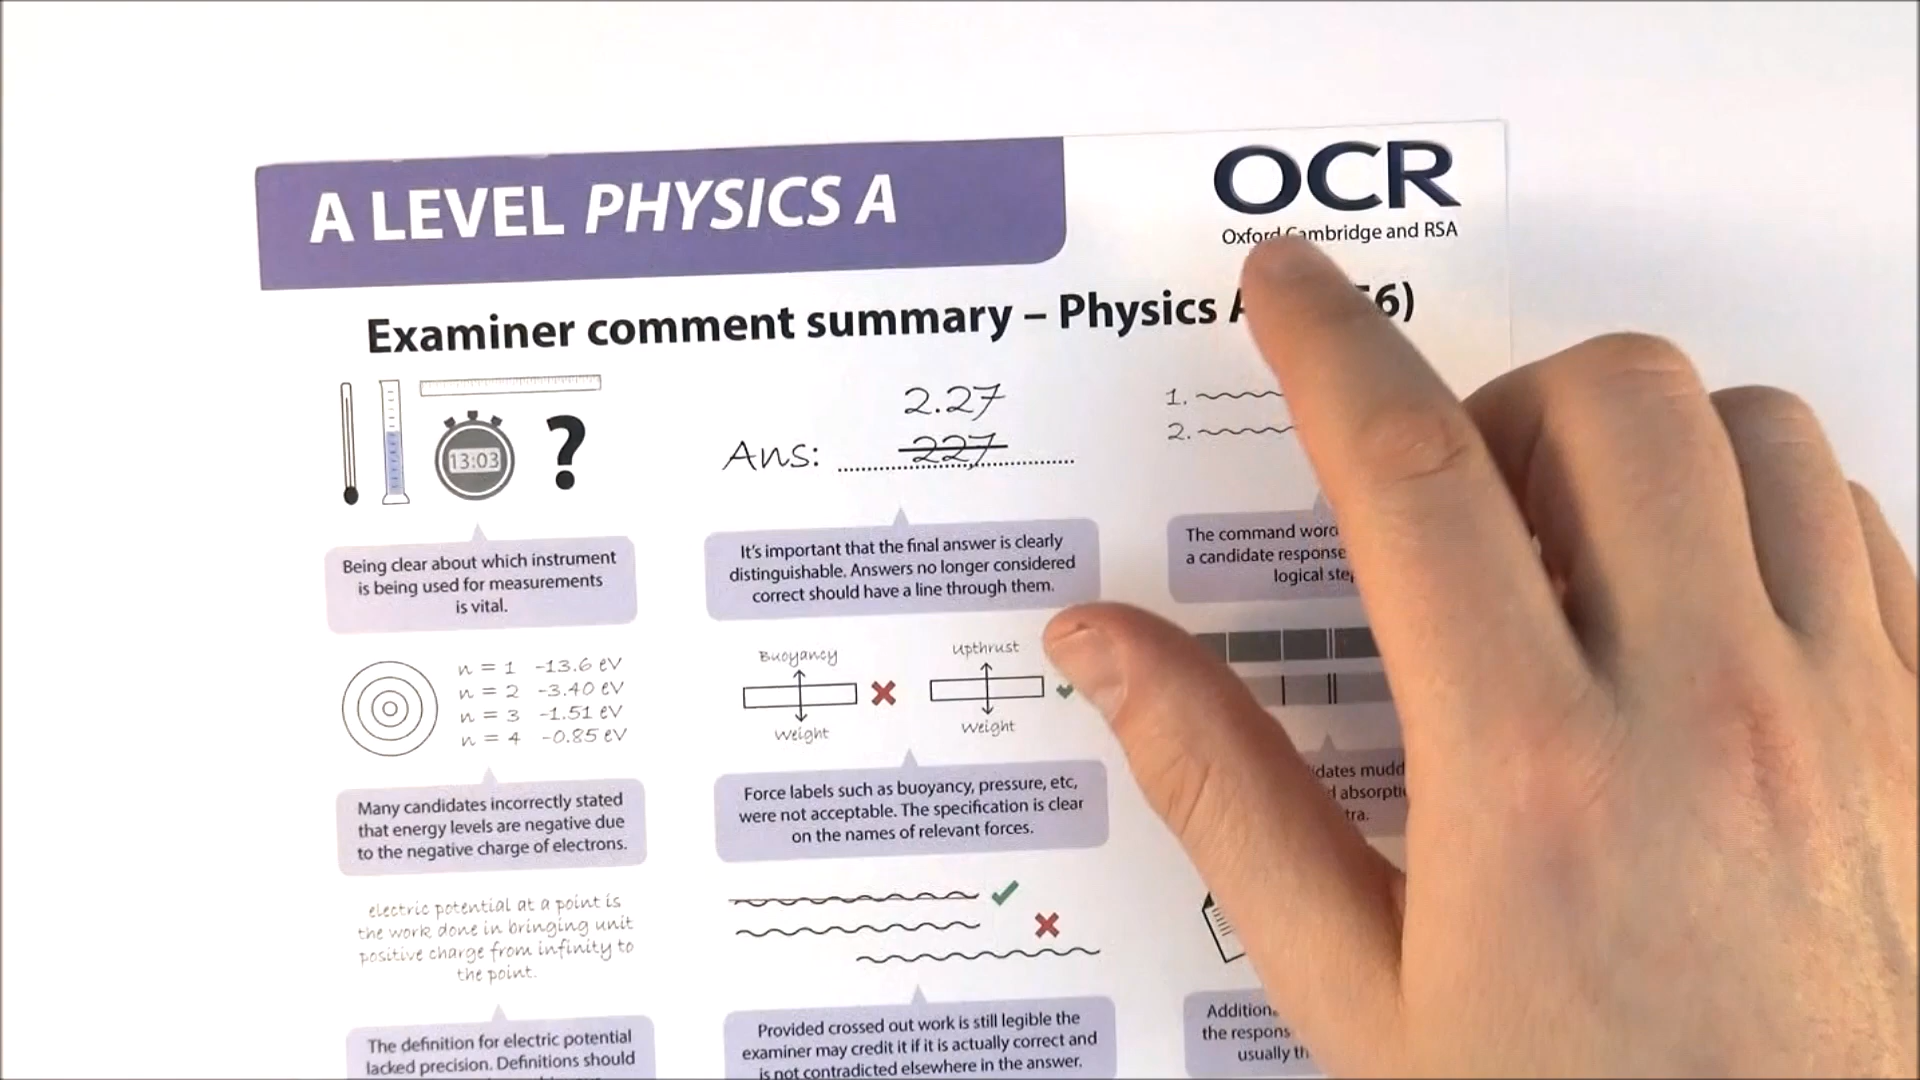 A LEVEL PHYSICS A
OCR
Oxford Cambridge and RSA
Examiner comment summary – Physics 6)
13:03
?
2.27
Ans: 227
1.
2.
Being clear about which instrument
is being used for measurements
is vital.
It's important that the final answer is clearly
distinguishable. Answers no longer considered
correct should have a line through them.
The command word
a candidate response
logical
n = 1 -13.6 eV
n = 2 -3.40 eV
n = 3 -1.51 eV
n = 4 -0.85 eV
Buoyancy
Weight
Upthrust
Weight
Many candidates incorrectly stated
that energy levels are negative due
to the negative charge of electrons.
Force labels such as buoyancy, pressure, etc,
were not acceptable. The specification is clear
on the names of relevant forces.
electric potential at a point is
the work done in bringing unit
positive charge from infinity to
the point.
The definition for electric potential
lacked precision. Definitions should
Provided crossed out work is still legible the
examiner may credit it if it is actually correct and
is not contradicted elsewhere in the answer.
the
usually